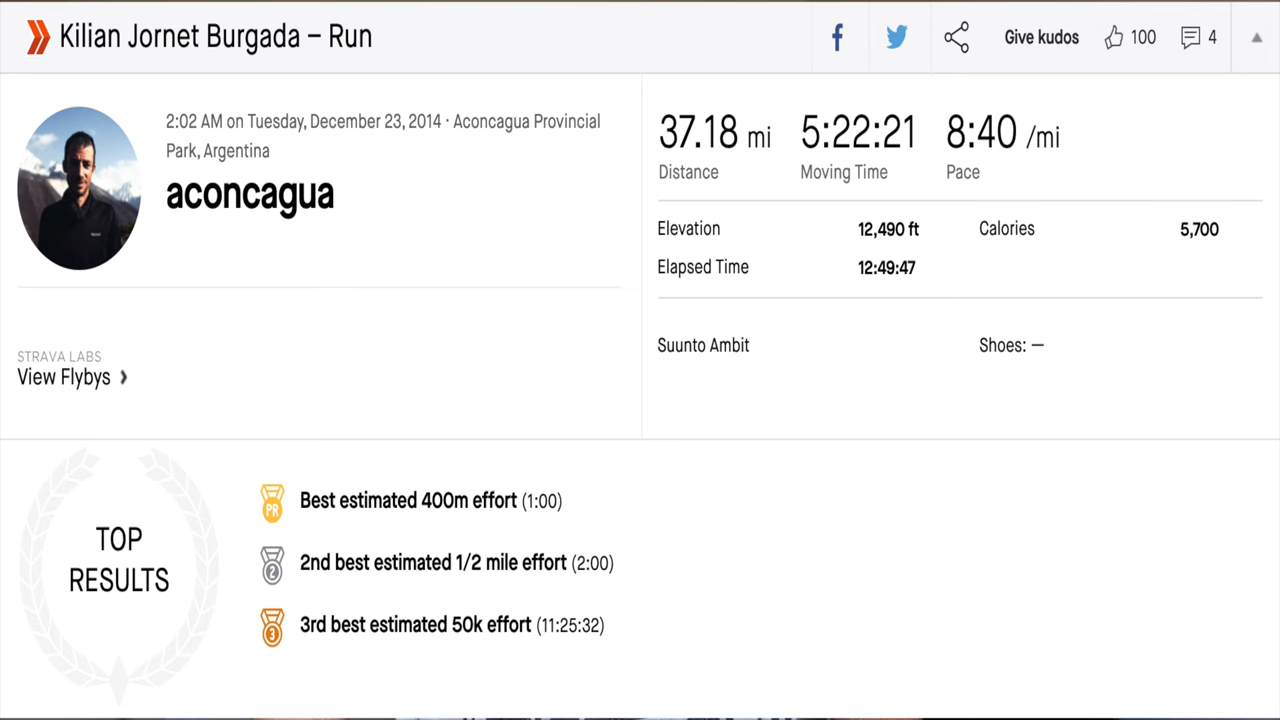 Kilian Jornet Burgada – Run
Give kudos 100 4
2:02 AM on Tuesday, December 23, 2014 · Aconcagua Provincial
Park, Argentina
aconcagua
STRAVA LABS
View Flybys
37.18 mi 5:22:21 8:40 /mi
Distance Moving Time Pace
Elevation 12,490 ft Calories 5,700
Elapsed Time 12:49:47
Suunto Ambit Shoes: —
TOP
RESULTS
PR Best estimated 400m effort (1:00)
2 2nd best estimated 1/2 mile effort (2:00)
3 3rd best estimated 50k effort (11:25:32)